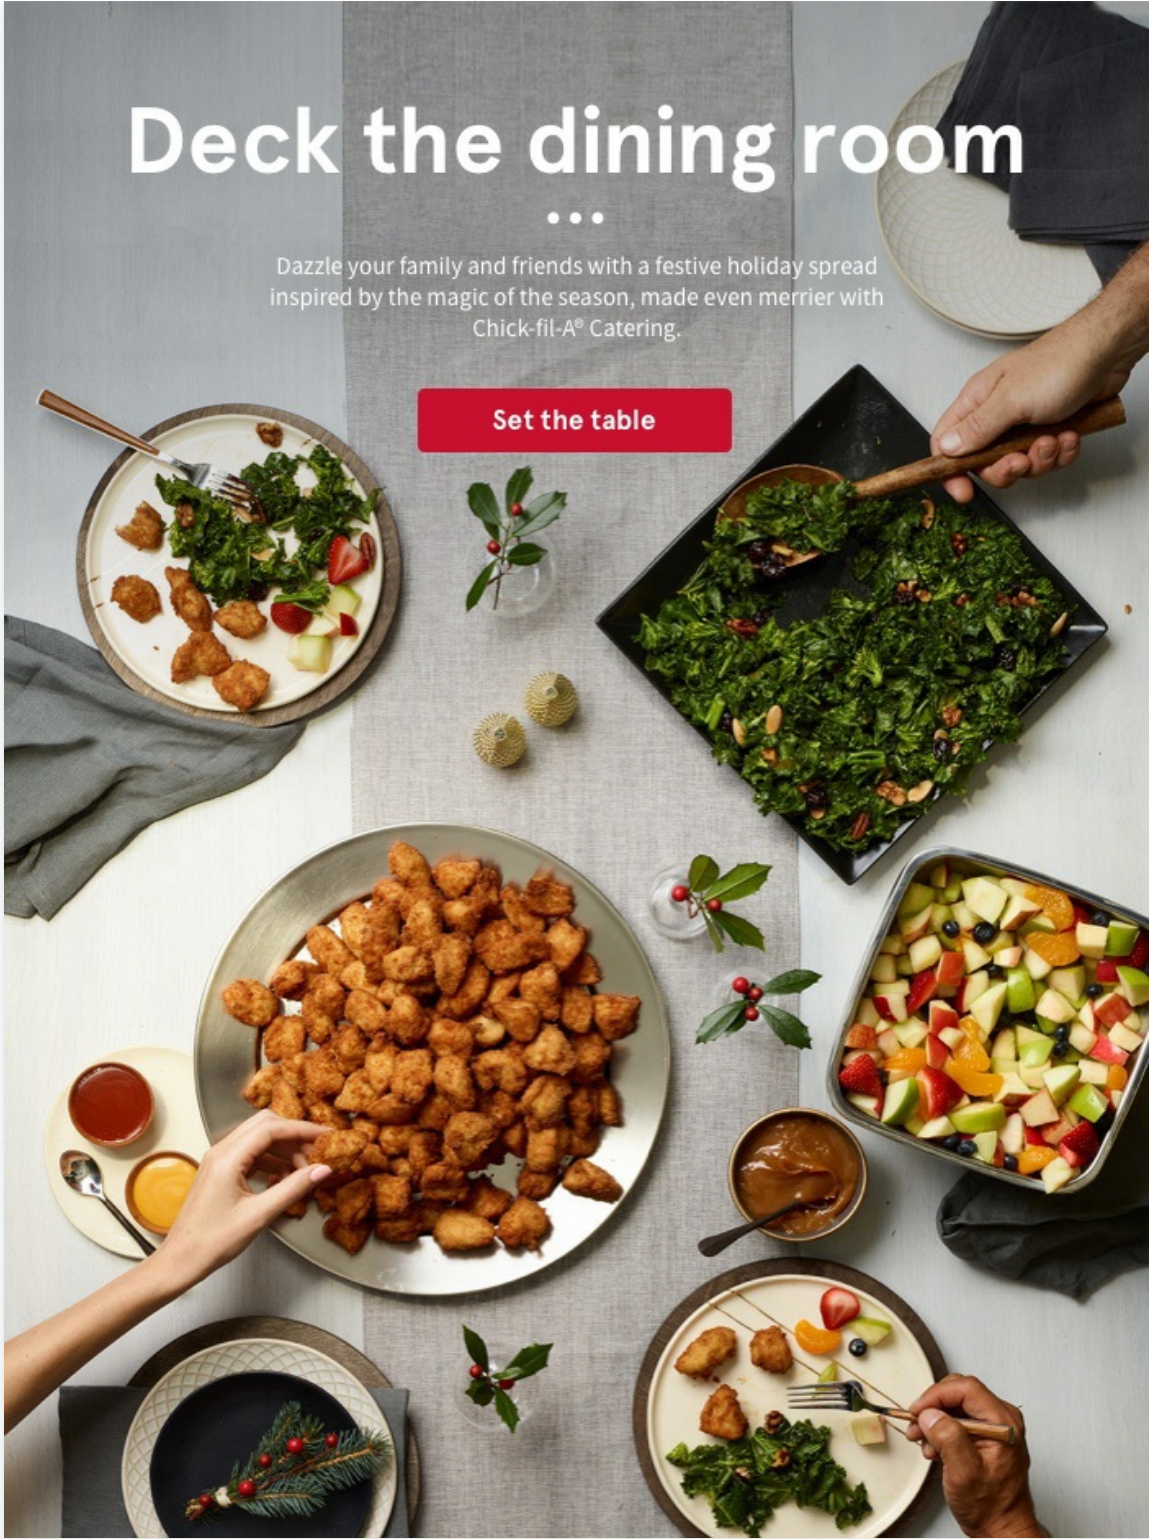 Deck the dining room
Dazzle your family and friends with a festive holiday spread
inspired by the magic of the season, made even merrier with
Chick-fil-A® Catering.
Set the table